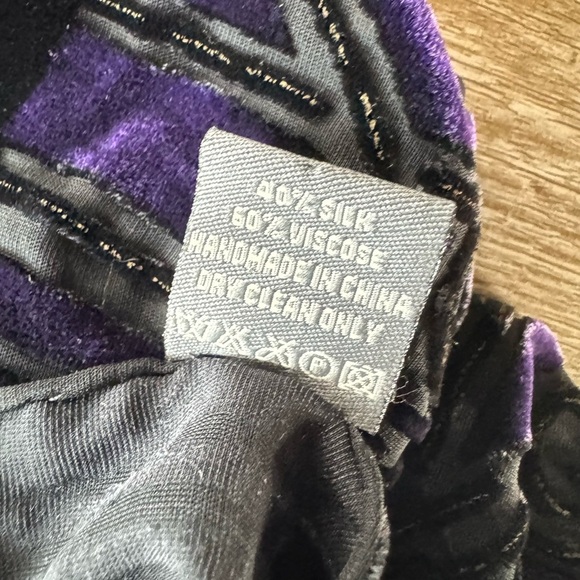 40% SILK
60% VISCOSE
HANDMADE IN CHINA
DRY CLEAN ONLY
P